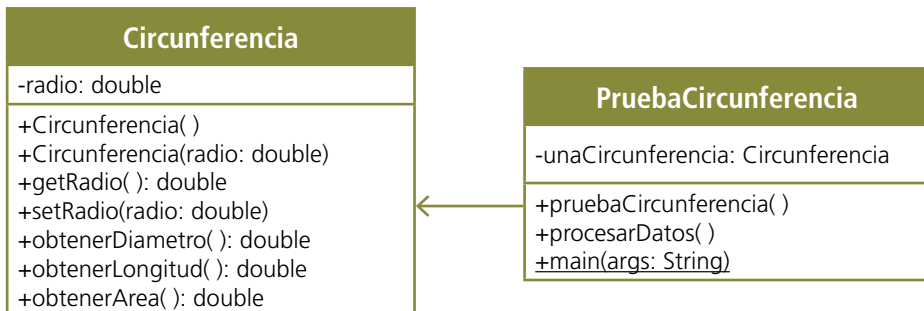 Circunferencia
-radio: double
+Circunferencia( )
+Circunferencia(radio: double)
+getRadio( ): double
+setRadio(radio: double)
+obtenerDiametro( ): double
+obtenerLongitud( ): double
+obtenerArea( ): double
PruebaCircunferencia
-unaCircunferencia: Circunferencia
+pruebaCircunferencia( )
+procesarDatos( )
+main(args: String)